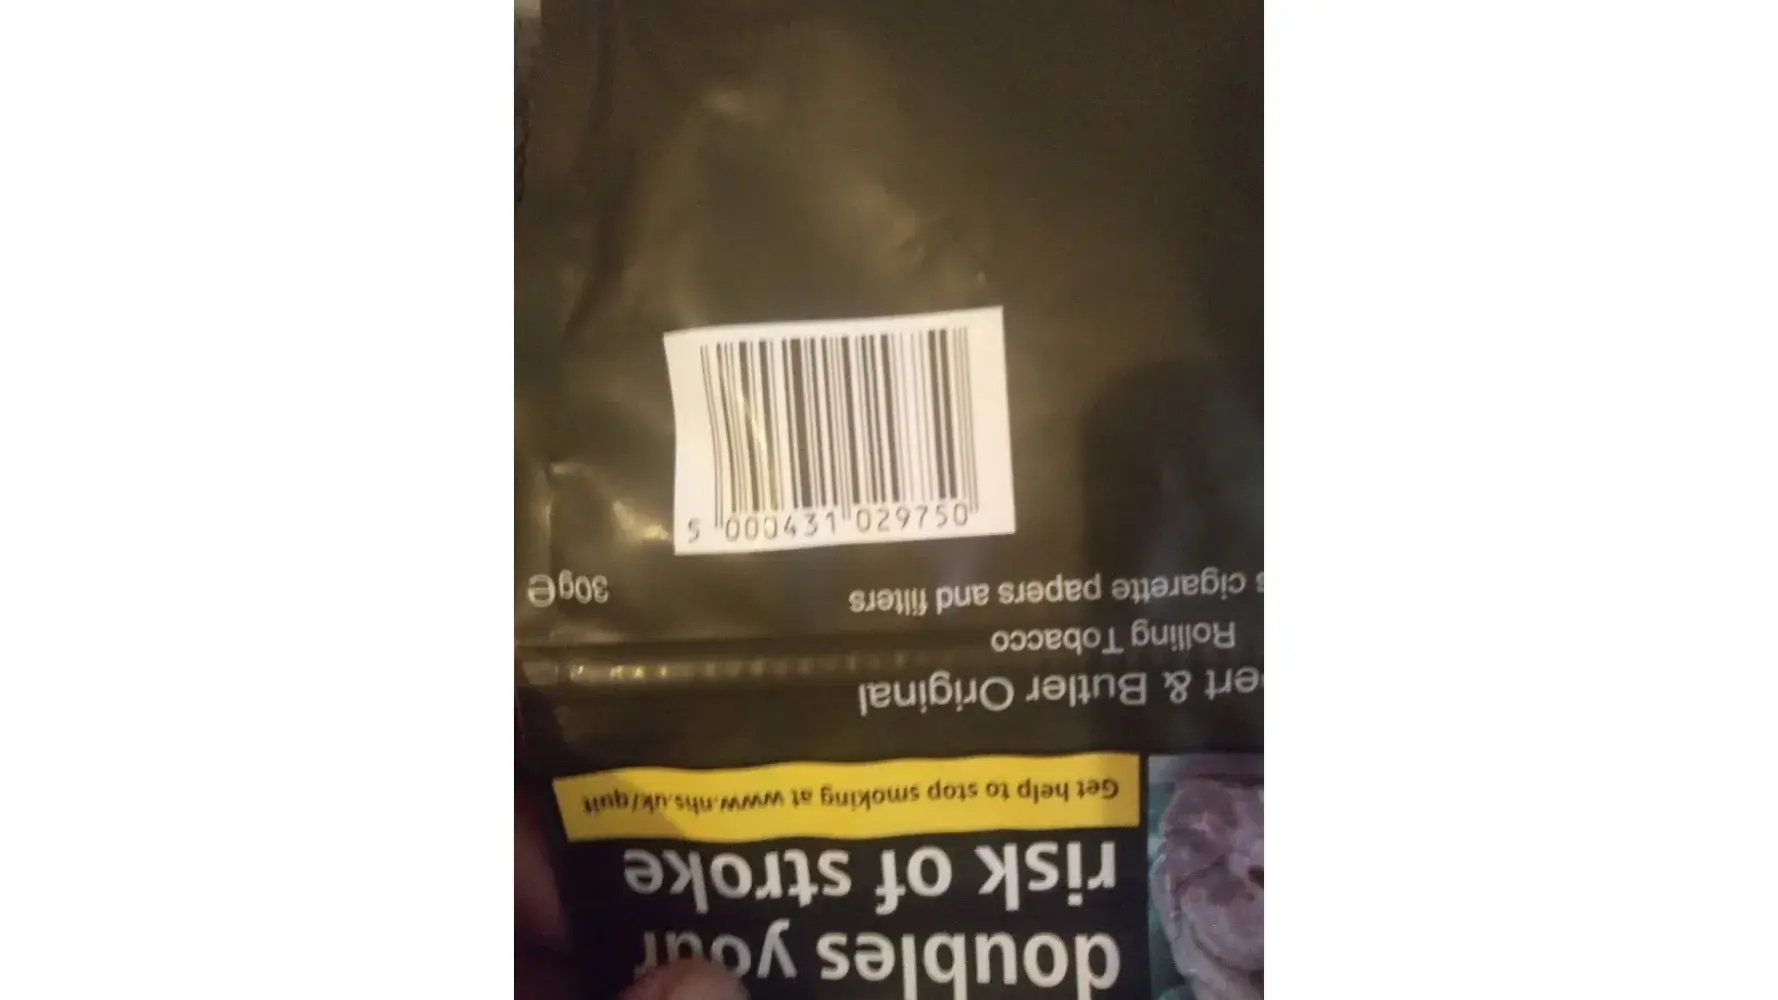 doubles your
risk of stroke
Get help to stop smoking at www.nhs.uk/quit
ert & Butler Original
Rolling Tobacco
s cigarette papers and filters 30g℮
5 000431 029750